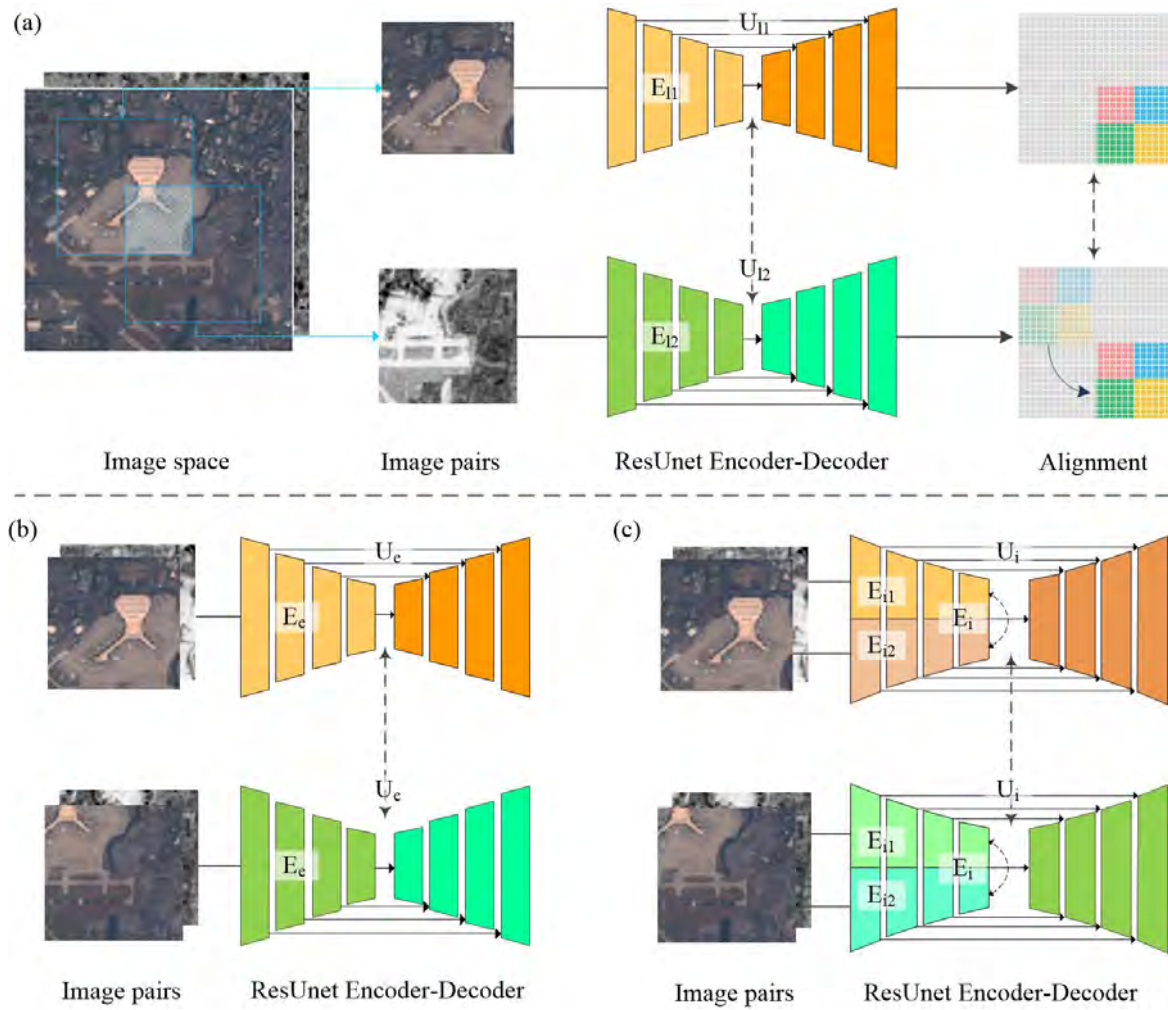 (a)
U_l1
E_l1
U_l2
E_l2
Image space
Image pairs
ResUnet Encoder-Decoder
Alignment
(b)
U_e
E_e
U_e
E_e
Image pairs
ResUnet Encoder-Decoder
(c)
U_i
E_i1
E_i
E_i2
U_i
E_i1
E_i
E_i2
Image pairs
ResUnet Encoder-Decoder